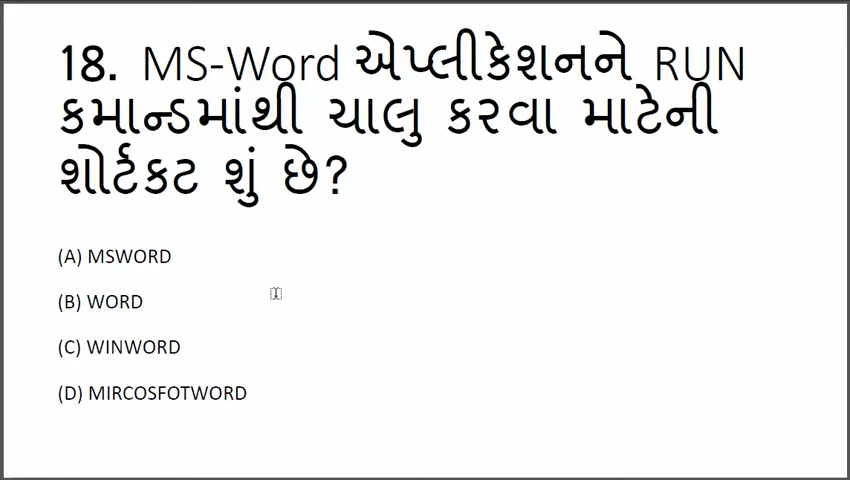 18. MS-Word એપ્લીકેશનને RUN
કમાન્ડમાંથી ચાલુ કરવા માટેની
શોર્ટકટ શું છે?
(A) MSWORD
(B) WORD
(C) WINWORD
(D) MIRCOSFOTWORD